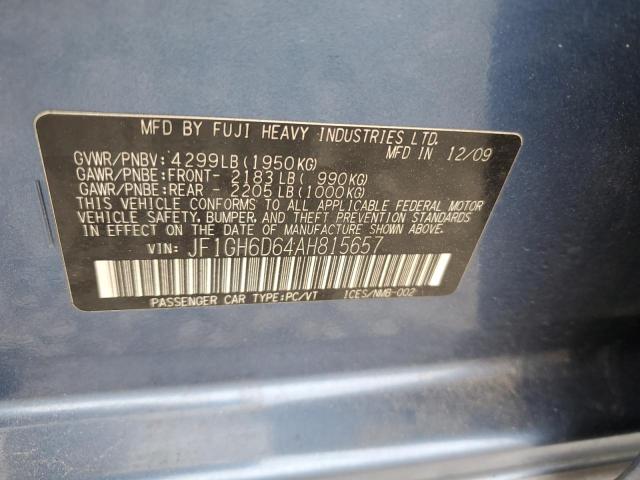 MFD BY FUJI HEAVY INDUSTRIES LTD.
GVWR/PNBV: 4299LB(1950KG) MFD IN 12/09
GAWR/PNBE:FRONT- 2183LB( 990KG)
GAWR/PNBE:REAR - 2205LB(1000KG)
THIS VEHICLE CONFORMS TO ALL APPLICABLE FEDERAL MOTOR
VEHICLE SAFETY, BUMPER, AND THEFT PREVENTION STANDARDS
IN EFFECT ON THE DATE OF MANUFACTURE SHOWN ABOVE.
VIN: JF1GH6D64AH815657
PASSENGER CAR TYPE:PC/VT ICES/NMB-002